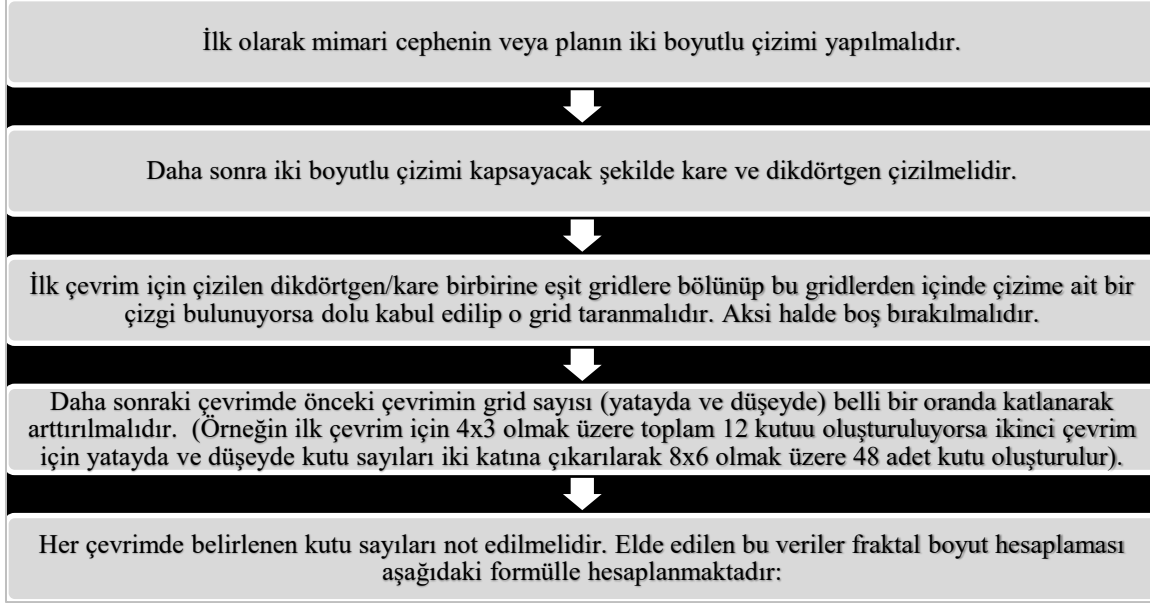 İlk olarak mimari cephenin veya planın iki boyutlu çizimi yapılmalıdır.
Daha sonra iki boyutlu çizimi kapsayacak şekilde kare ve dikdörtgen çizilmelidir.
İlk çevrim için çizilen dikdörtgen/kare birbirine eşit gridlere bölünüp bu gridlerden içinde çizime ait bir
çizgi bulunuyorsa dolu kabul edilip o grid taranmalıdır. Aksi halde boş bırakılmalıdır.
Daha sonraki çevrimde önceki çevrimin grid sayısı (yatayda ve düşeyde) belli bir oranda katlanarak
arttırılmalıdır. (Örneğin ilk çevrim için 4x3 olmak üzere toplam 12 kutuu oluşturuluyorsa ikinci çevrim
için yatayda ve düşeyde kutu sayıları iki katına çıkarılarak 8x6 olmak üzere 48 adet kutu oluşturulur).
Her çevrimde belirlenen kutu sayıları not edilmelidir. Elde edilen bu veriler fraktal boyut hesaplaması
aşağıdaki formülle hesaplanmaktadır: